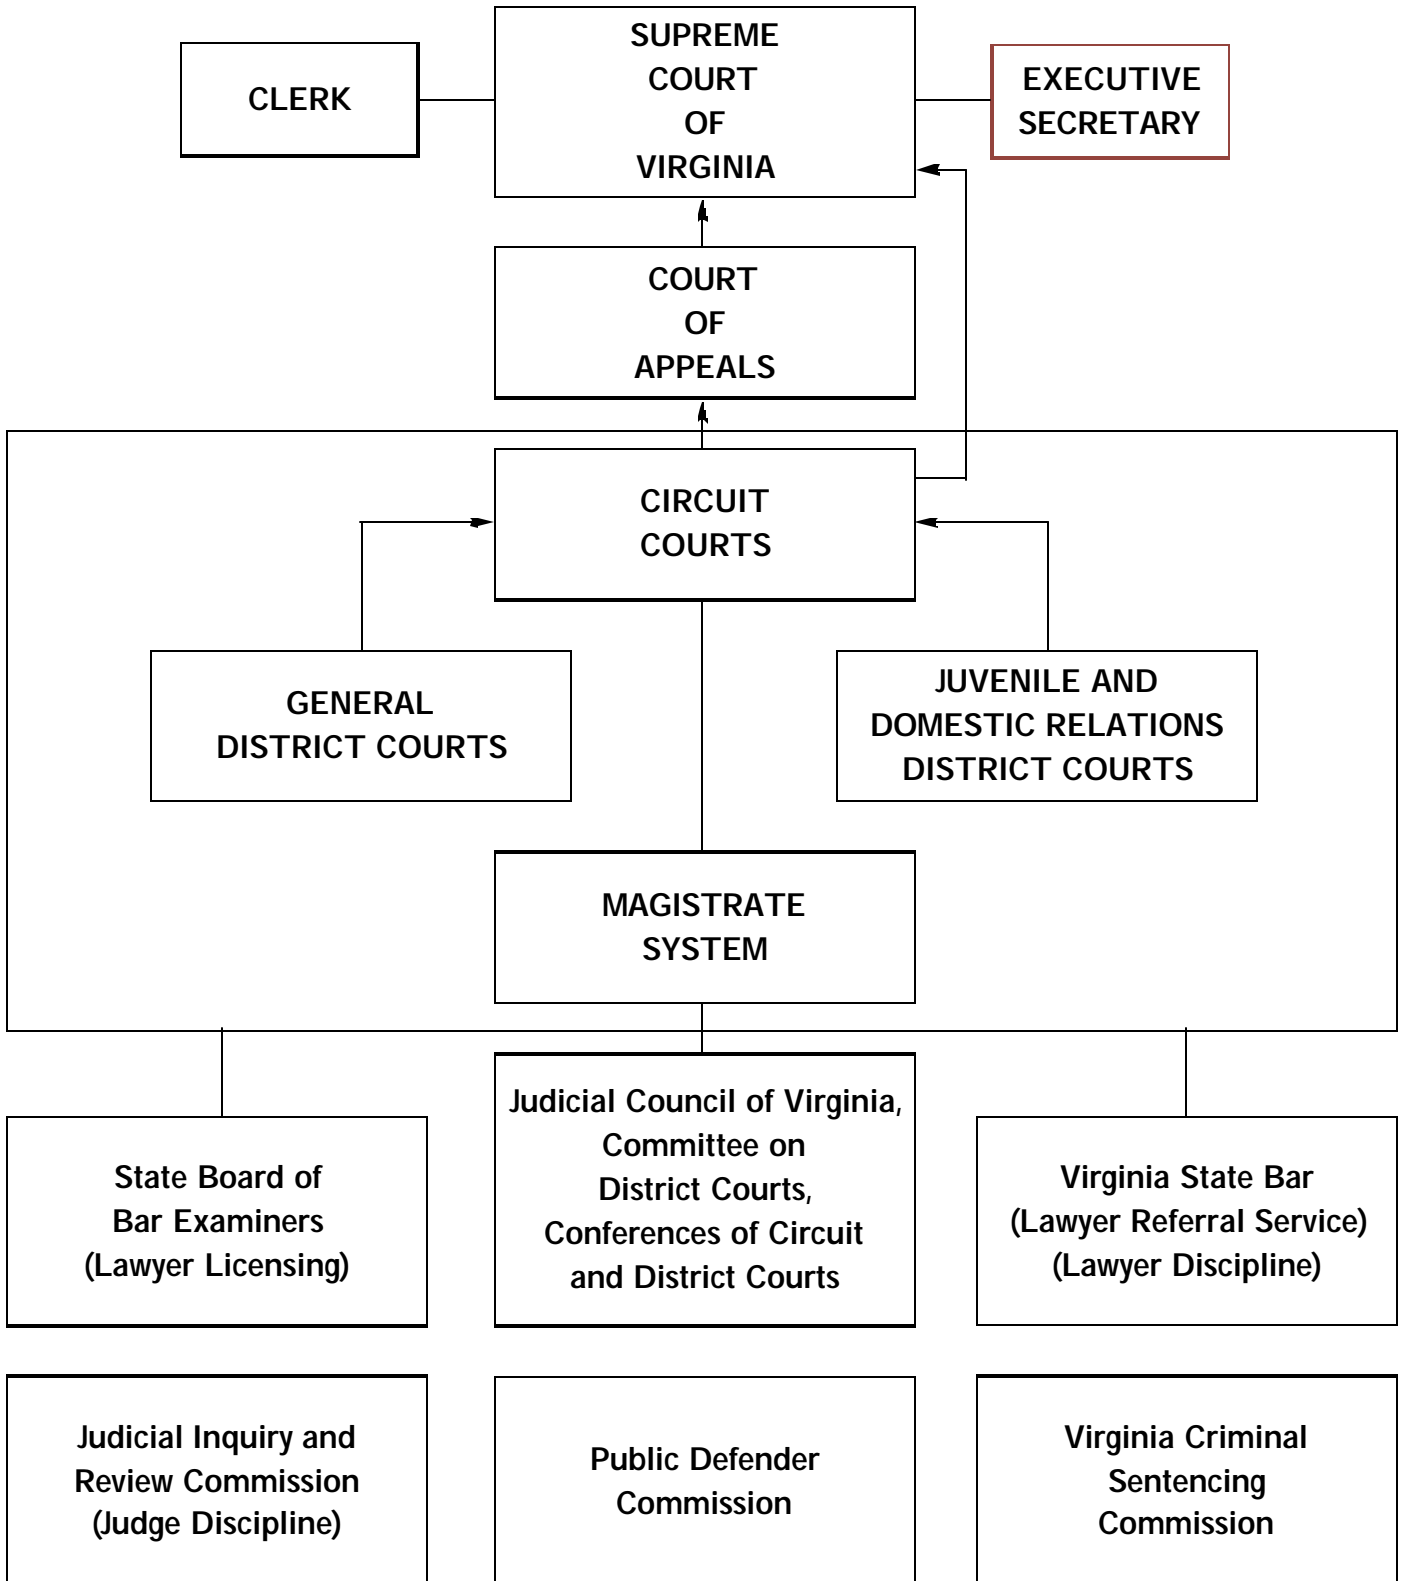 CLERK
SUPREME
COURT
OF
VIRGINIA
EXECUTIVE
SECRETARY
COURT
OF
APPEALS
CIRCUIT
COURTS
GENERAL
DISTRICT COURTS
JUVENILE AND
DOMESTIC RELATIONS
DISTRICT COURTS
MAGISTRATE
SYSTEM
State Board of
Bar Examiners
(Lawyer Licensing)
Judicial Council of Virginia,
Committee on
District Courts,
Conferences of Circuit
and District Courts
Virginia State Bar
(Lawyer Referral Service)
(Lawyer Discipline)
Judicial Inquiry and
Review Commission
(Judge Discipline)
Public Defender
Commission
Virginia Criminal
Sentencing
Commission